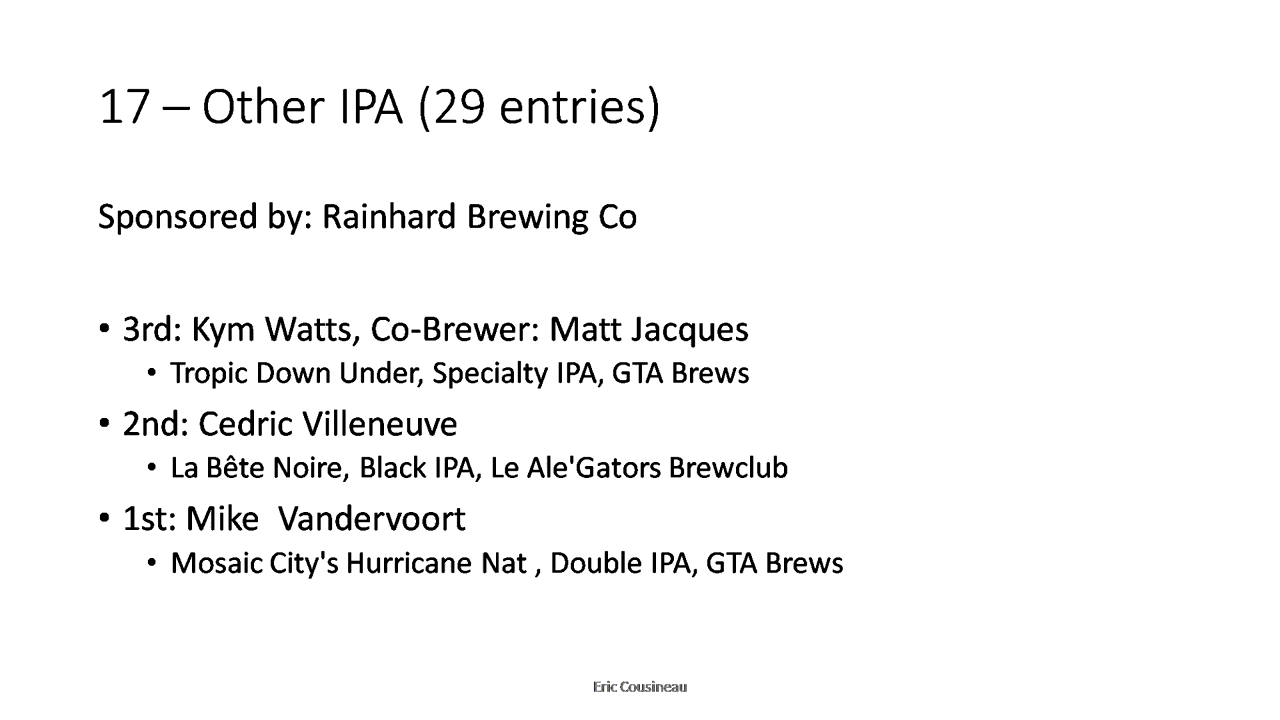 17 – Other IPA (29 entries)
Sponsored by: Rainhard Brewing Co
• 3rd: Kym Watts, Co-Brewer: Matt Jacques
• Tropic Down Under, Specialty IPA, GTA Brews
• 2nd: Cedric Villeneuve
• La Bête Noire, Black IPA, Le Ale'Gators Brewclub
• 1st: Mike  Vandervoort
• Mosaic City's Hurricane Nat , Double IPA, GTA Brews
Eric Cousineau